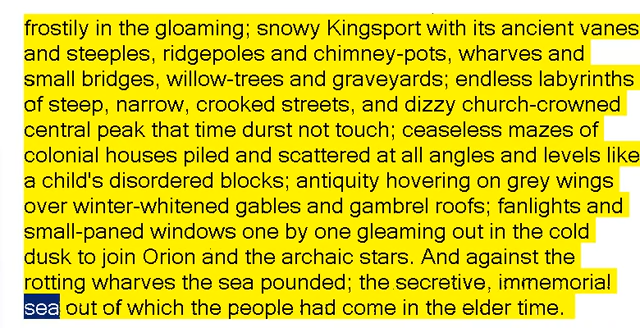 frostily in the gloaming; snowy Kingsport with its ancient vanes
and steeples, ridgepoles and chimney-pots, wharves and
small bridges, willow-trees and graveyards; endless labyrinths
of steep, narrow, crooked streets, and dizzy church-crowned
central peak that time durst not touch; ceaseless mazes of
colonial houses piled and scattered at all angles and levels like
a child's disordered blocks; antiquity hovering on grey wings
over winter-whitened gables and gambrel roofs; fanlights and
small-paned windows one by one gleaming out in the cold
dusk to join Orion and the archaic stars. And against the
rotting wharves the sea pounded; the secretive, immemorial
sea out of which the people had come in the elder time.